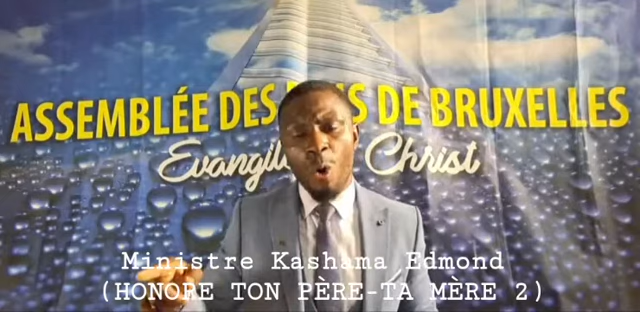 ASSEMBLÉE DES DE BRUXELLES
Christ
Ministre Kashama Edmond
(HONORE TON PÈRE-TA MÈRE 2)